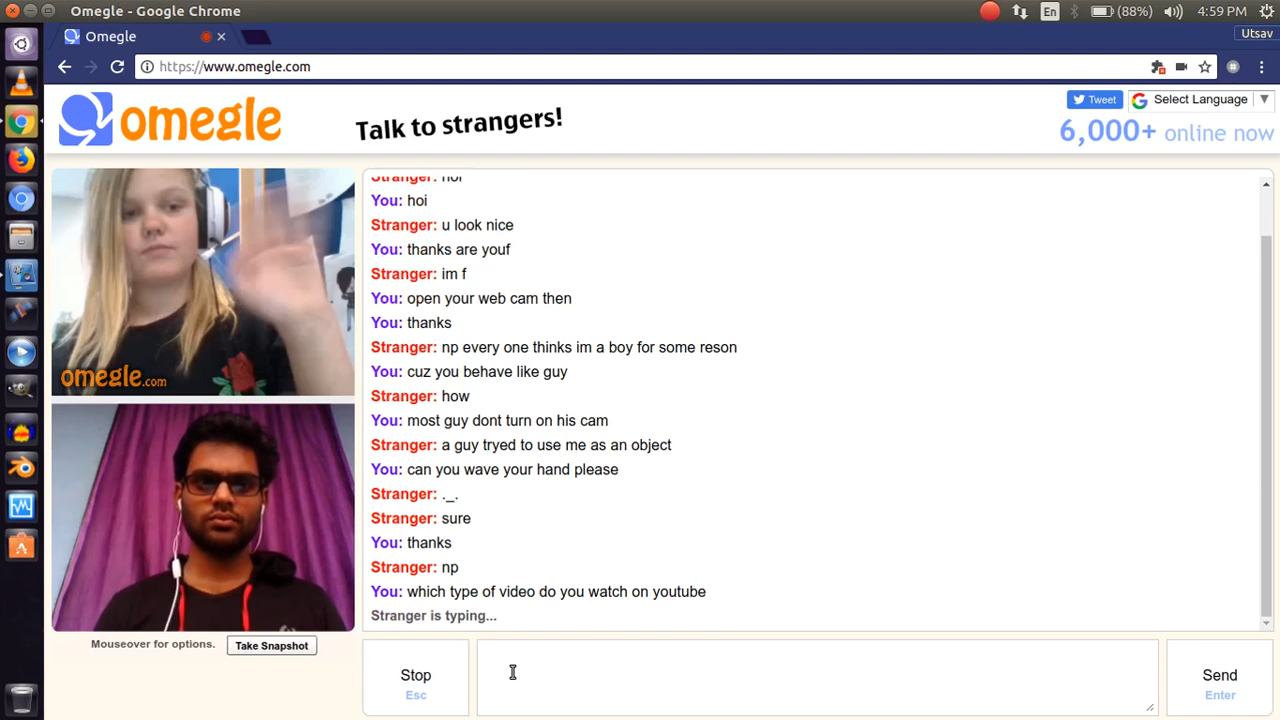 Omegle - Google Chrome
En
(88%)
4:59 PM
Omegle
Utsav
https://www.omegle.com
omegle
Talk to strangers!
Tweet
Select Language
6,000+ online now
You: hoi
Stranger: u look nice
You: thanks are youf
Stranger: im f
You: open your web cam then
You: thanks
Stranger: np every one thinks im a boy for some reson
You: cuz you behave like guy
Stranger: how
You: most guy dont turn on his cam
Stranger: a guy tryed to use me as an object
You: can you wave your hand please
Stranger: ._.
Stranger: sure
You: thanks
Stranger: np
You: which type of video do you watch on youtube
Stranger is typing...
omegle.com
Mouseover for options.
Take Snapshot
Stop
Esc
Send
Enter